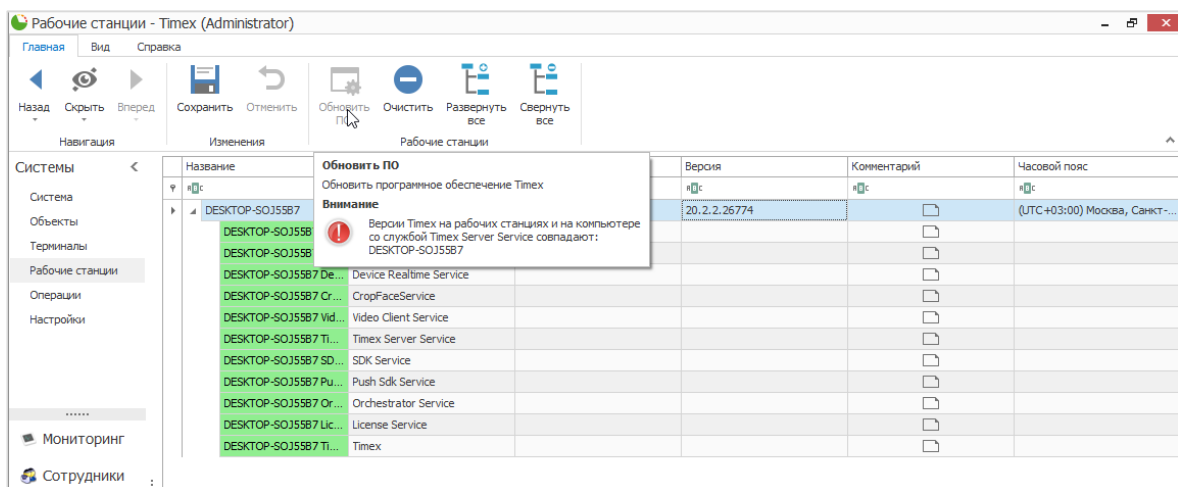 Рабочие станции - Timex (Administrator)
Главная Вид Справка
Назад Скрыть Вперед Сохранить Отменить Обновить ПО Очистить Развернуть все Свернуть все
Навигация Изменения Рабочие станции
Системы
Система
Объекты
Терминалы
Рабочие станции
Операции
Настройки
Мониторинг
Сотрудники
Название Версия Комментарий Часовой пояс
DESKTOP-SOJ55B7 20.2.2.26774 (UTC+03:00) Москва, Санкт-...
DESKTOP-SOJ55B
DESKTOP-SOJ55B
DESKTOP-SOJ55B7 De... Device Realtime Service
DESKTOP-SOJ55B7 Cr... CropFaceService
DESKTOP-SOJ55B7 Vid... Video Client Service
DESKTOP-SOJ55B7 Ti... Timex Server Service
DESKTOP-SOJ55B7 SD... SDK Service
DESKTOP-SOJ55B7 Pu... Push Sdk Service
DESKTOP-SOJ55B7 Or... Orchestrator Service
DESKTOP-SOJ55B7 Lic... License Service
DESKTOP-SOJ55B7 Ti... Timex
Обновить ПО
Обновить программное обеспечение Timex
Внимание
Версии Timex на рабочих станциях и на компьютере
со службой Timex Server Service совпадают:
DESKTOP-SOJ55B7